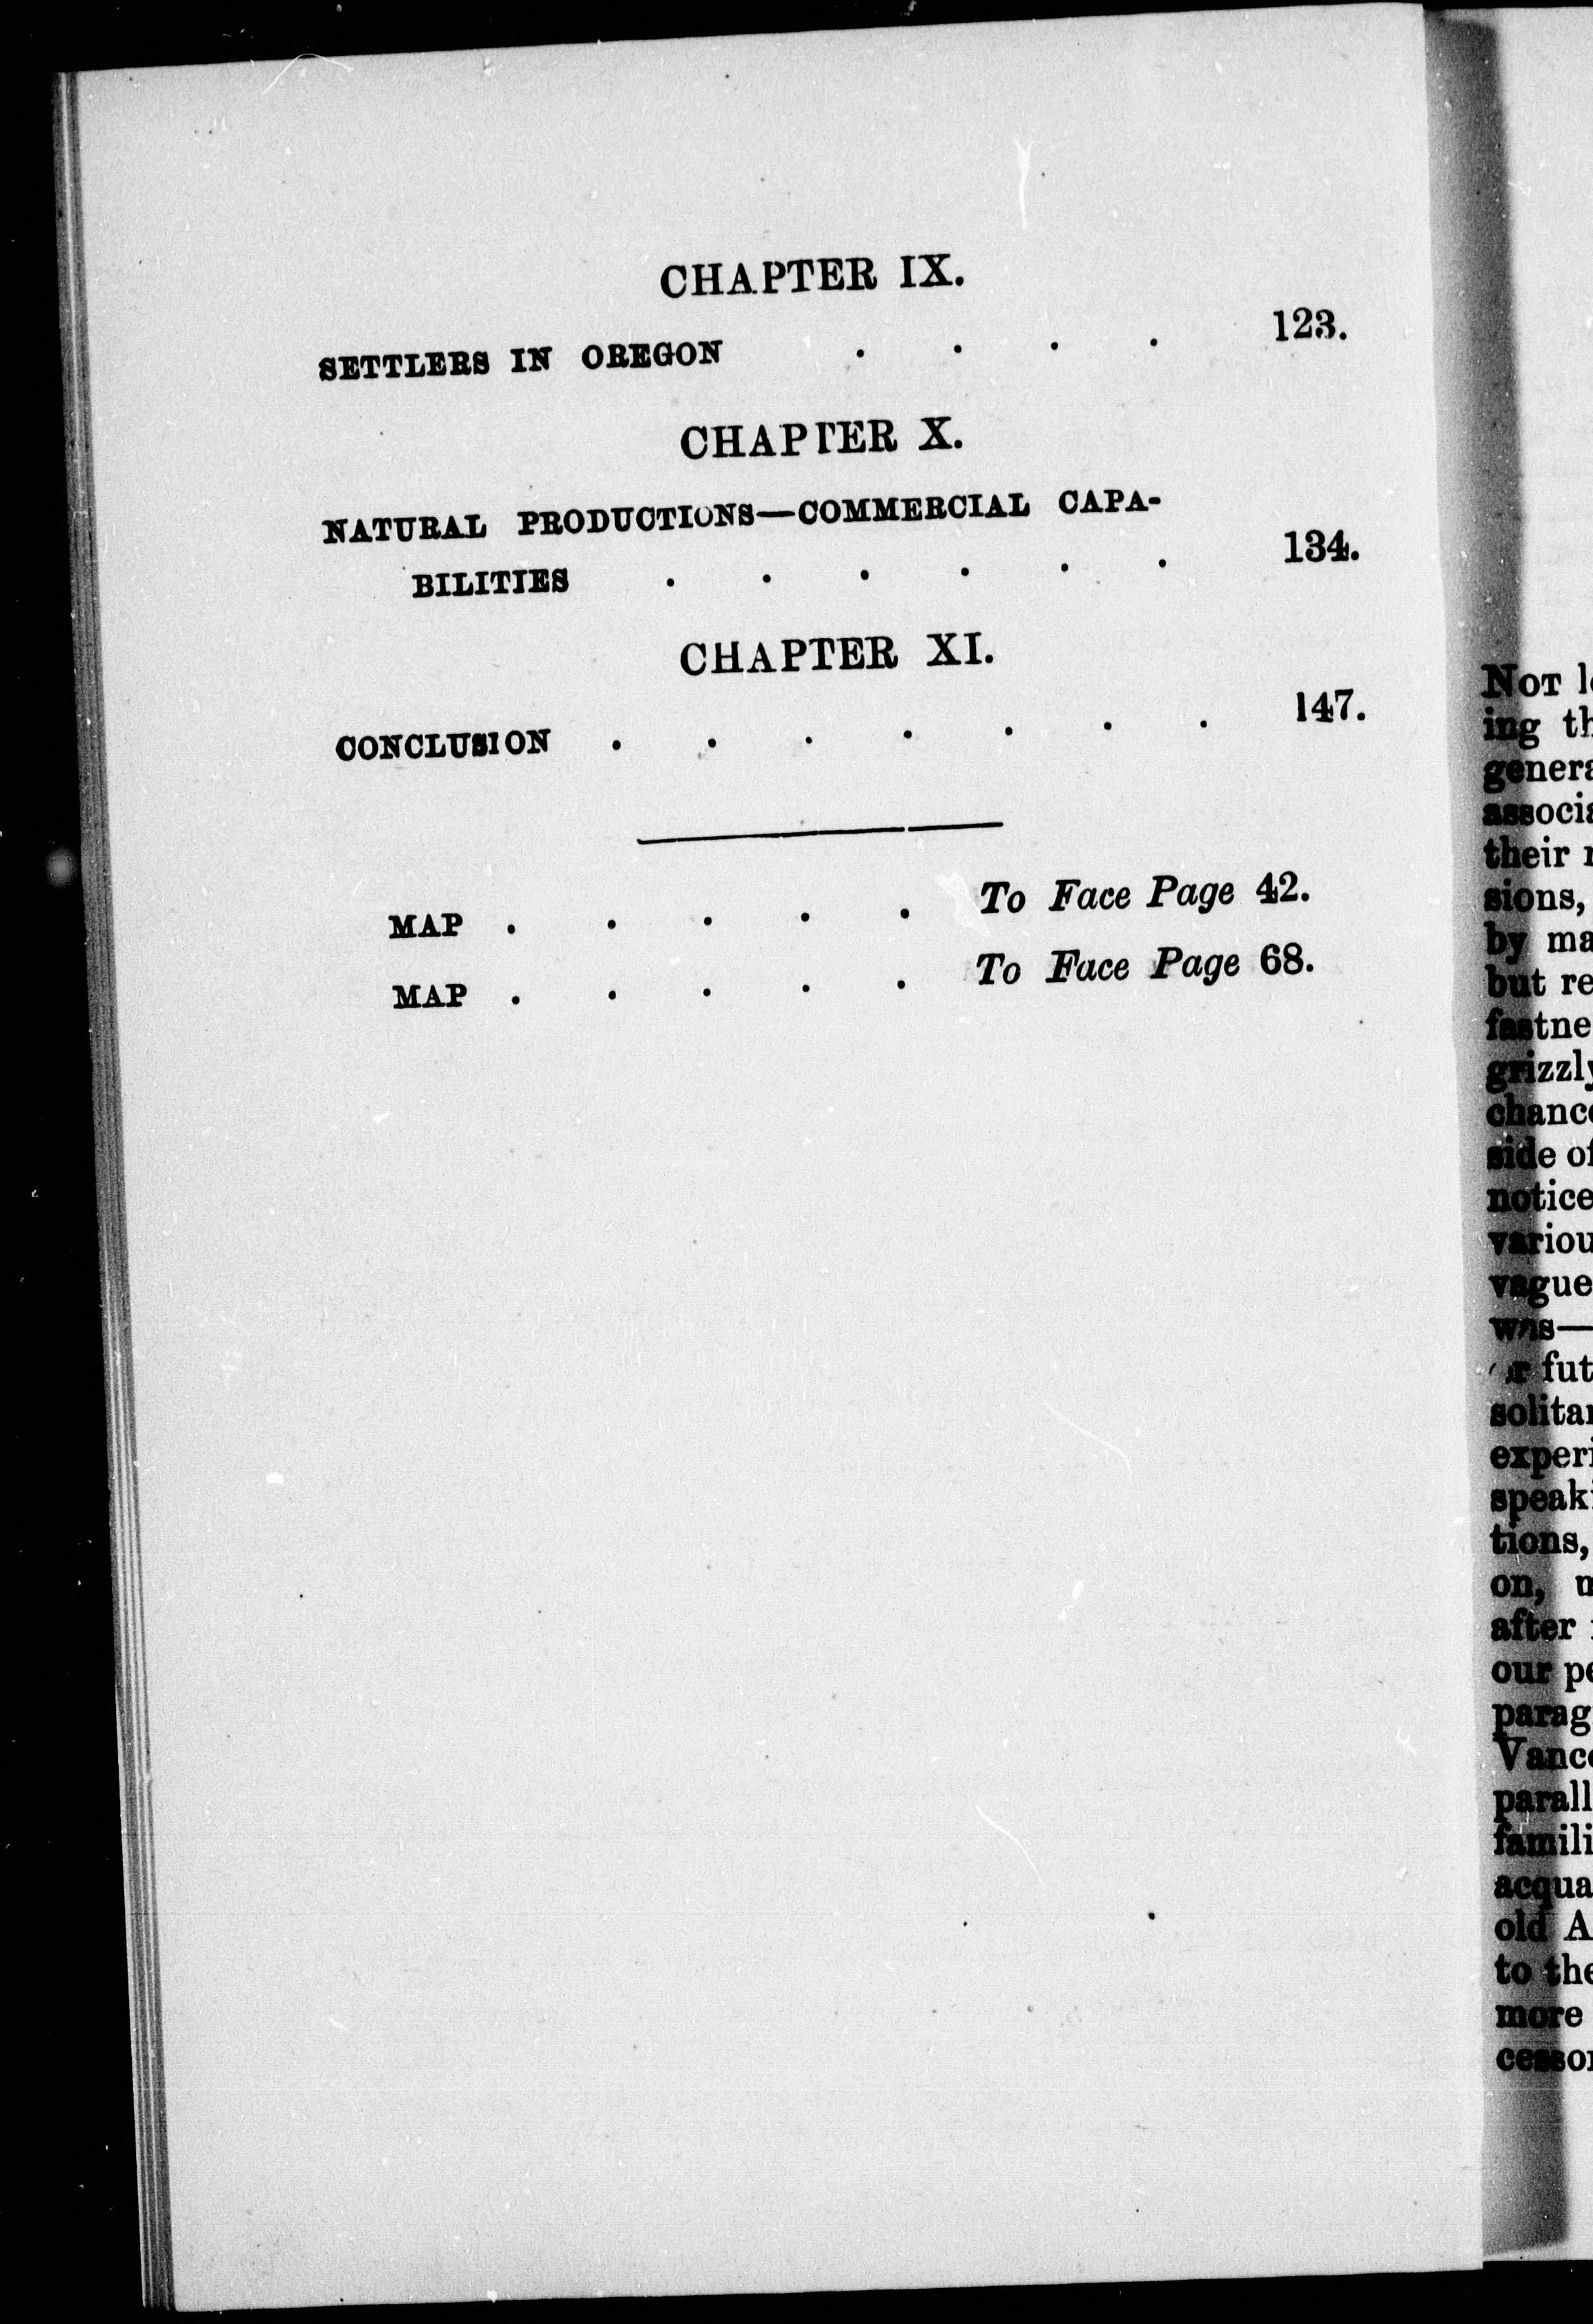 CHAPTER IX.
SETTLERS IN OREGON . . . . 123.
CHAPTER X.
NATURAL PRODUCTIONS—COMMERCIAL CAPA-
BILITIES . . . . . . 134.
CHAPTER XI.
CONCLUSION . . . . . . . 147.
MAP . . . . . To Face Page 42.
MAP . . . . . To Face Page 68.
NOT
ing th
genera
associa
their
sions,
by ma
but re
fastne
grizzly
chance
side of
notice
variou
vague
was—
fut
solitar
experi
speaki
tions,
on,
after
our pe
parag
Vanco
parall
famili
acqua
old A
to the
more
cessor